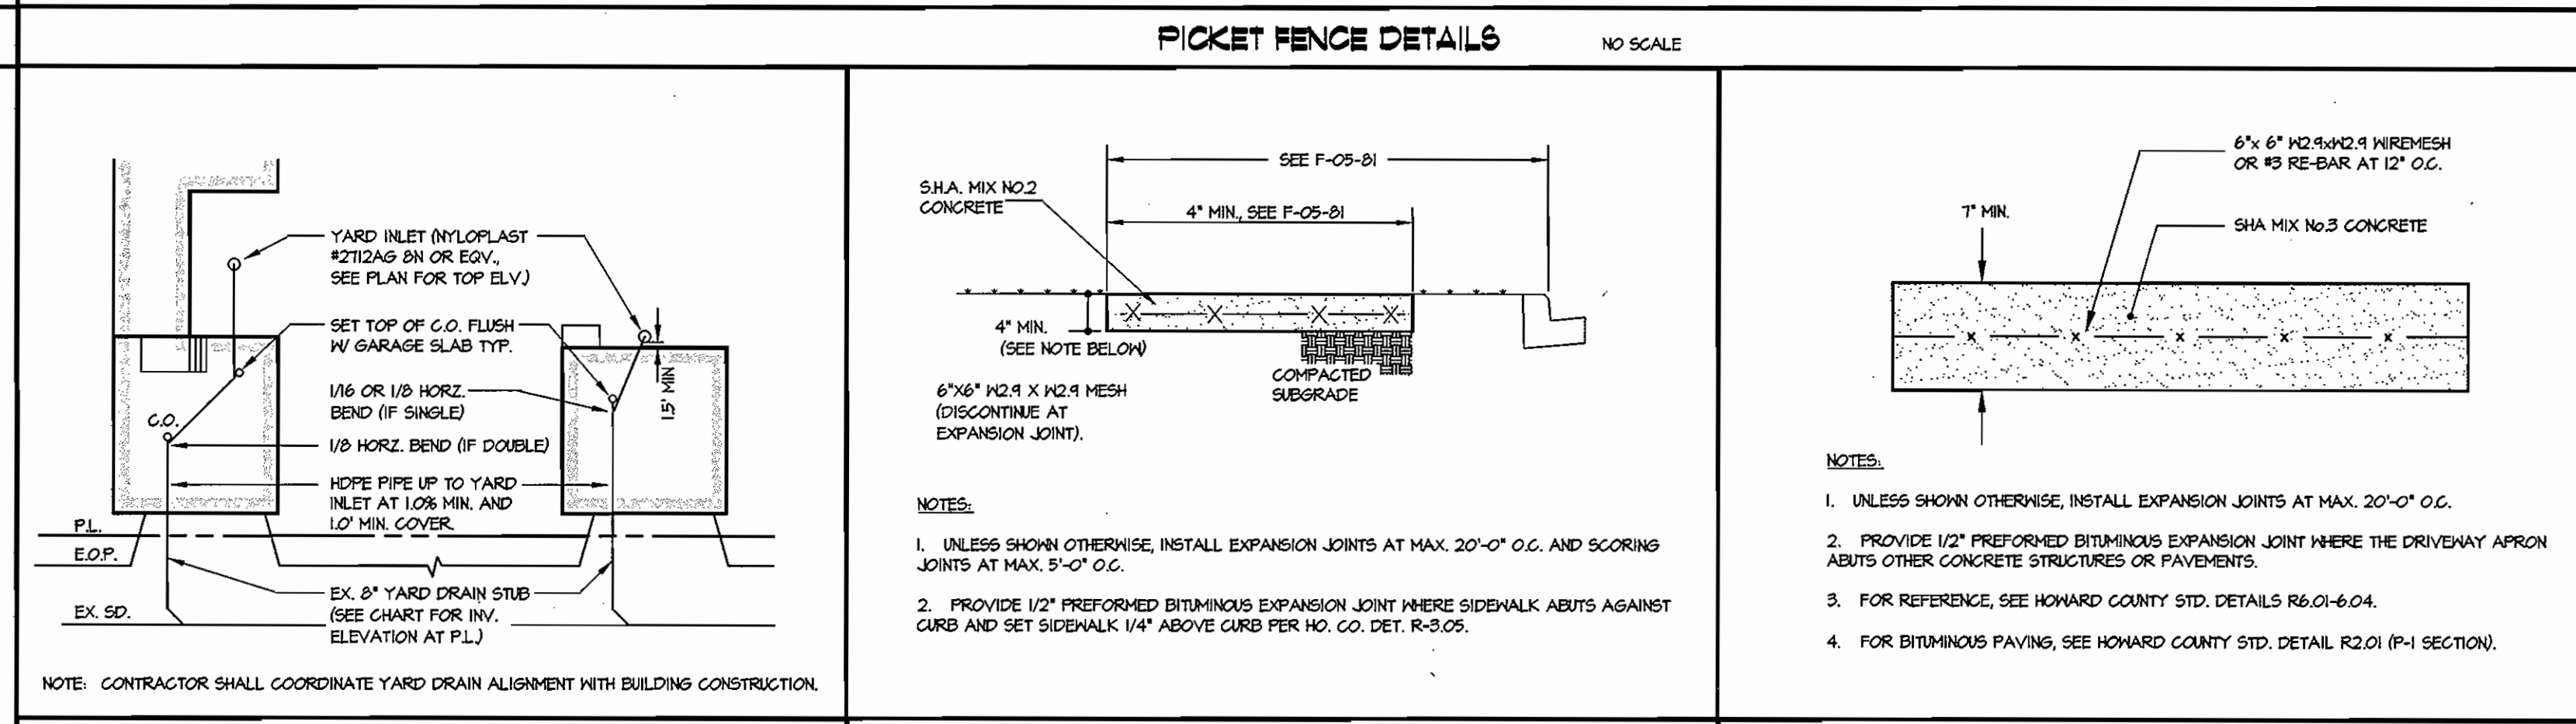 PICKET FENCE DETAILS NO SCALE
YARD INLET (NYLOPLAST
#2712AG 8N OR EQV.,
SEE PLAN FOR TOP ELV.)
SET TOP OF C.O. FLUSH
W/ GARAGE SLAB TYP.
1/16 OR 1/8 HORZ.
BEND (IF SINGLE)
1.5' MIN
C.O.
1/8 HORZ. BEND (IF DOUBLE)
HDPE PIPE UP TO YARD
INLET AT 1.0% MIN. AND
1.0' MIN. COVER.
P.L.
E.O.P.
EX. 8" YARD DRAIN STUB
(SEE CHART FOR INV.
ELEVATION AT P.L.)
EX. SD.
NOTE: CONTRACTOR SHALL COORDINATE YARD DRAIN ALIGNMENT WITH BUILDING CONSTRUCTION.
SEE F-05-81
S.H.A. MIX NO.2
CONCRETE
4" MIN., SEE F-05-81
4" MIN.
(SEE NOTE BELOW)
COMPACTED
SUBGRADE
6"X6" W2.9 X W2.9 MESH
(DISCONTINUE AT
EXPANSION JOINT).
NOTES:
1. UNLESS SHOWN OTHERWISE, INSTALL EXPANSION JOINTS AT MAX. 20'-0" O.C. AND SCORING
JOINTS AT MAX. 5'-0" O.C.
2. PROVIDE 1/2" PREFORMED BITUMINOUS EXPANSION JOINT WHERE SIDEWALK ABUTS AGAINST
CURB AND SET SIDEWALK 1/4" ABOVE CURB PER HO. CO. DET. R-3.05.
6"x 6" W2.9xW2.9 WIREMESH
OR #3 RE-BAR AT 12" O.C.
7" MIN.
SHA MIX No.3 CONCRETE
NOTES:
1. UNLESS SHOWN OTHERWISE, INSTALL EXPANSION JOINTS AT MAX. 20'-0" O.C.
2. PROVIDE 1/2" PREFORMED BITUMINOUS EXPANSION JOINT WHERE THE DRIVEWAY APRON
ABUTS OTHER CONCRETE STRUCTURES OR PAVEMENTS.
3. FOR REFERENCE, SEE HOWARD COUNTY STD. DETAILS R6.01-6.04.
4. FOR BITUMINOUS PAVING, SEE HOWARD COUNTY STD. DETAIL R2.01 (P-1 SECTION).